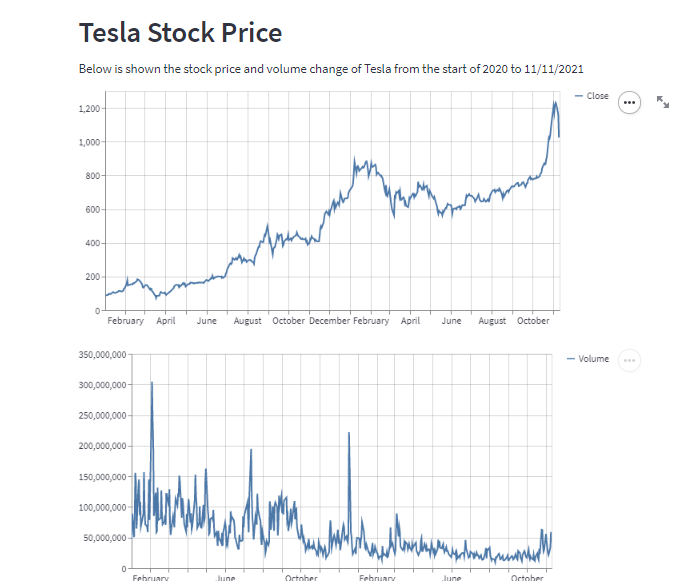 Tesla Stock Price
Below is shown the stock price and volume change of Tesla from the start of 2020 to 11/11/2021
Close
1,200
1,000
800
600
400
200
0
February April June August October December February April June August October
Volume
350,000,000
300,000,000
250,000,000
200,000,000
150,000,000
100,000,000
50,000,000
0
February June October February June October